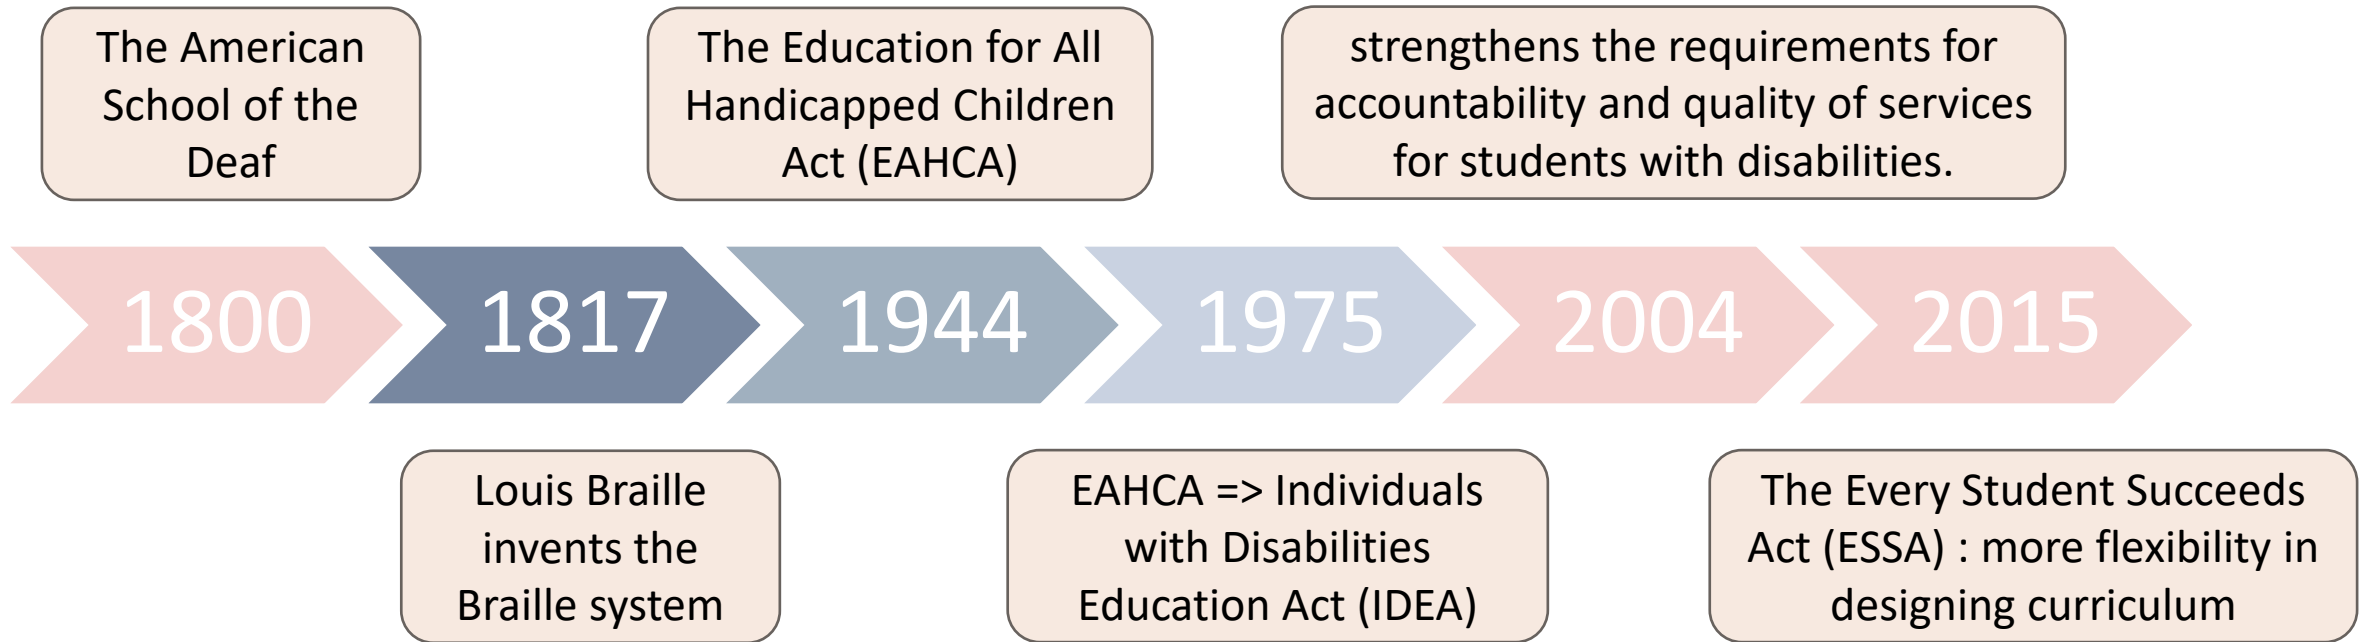 The American
School of the
Deaf
The Education for All
Handicapped Children
Act (EAHCA)
strengthens the requirements for
accountability and quality of services
for students with disabilities.
1800
1817
1944
1975
2004
2015
Louis Braille
invents the
Braille system
EAHCA => Individuals
with Disabilities
Education Act (IDEA)
The Every Student Succeeds
Act (ESSA) : more flexibility in
designing curriculum